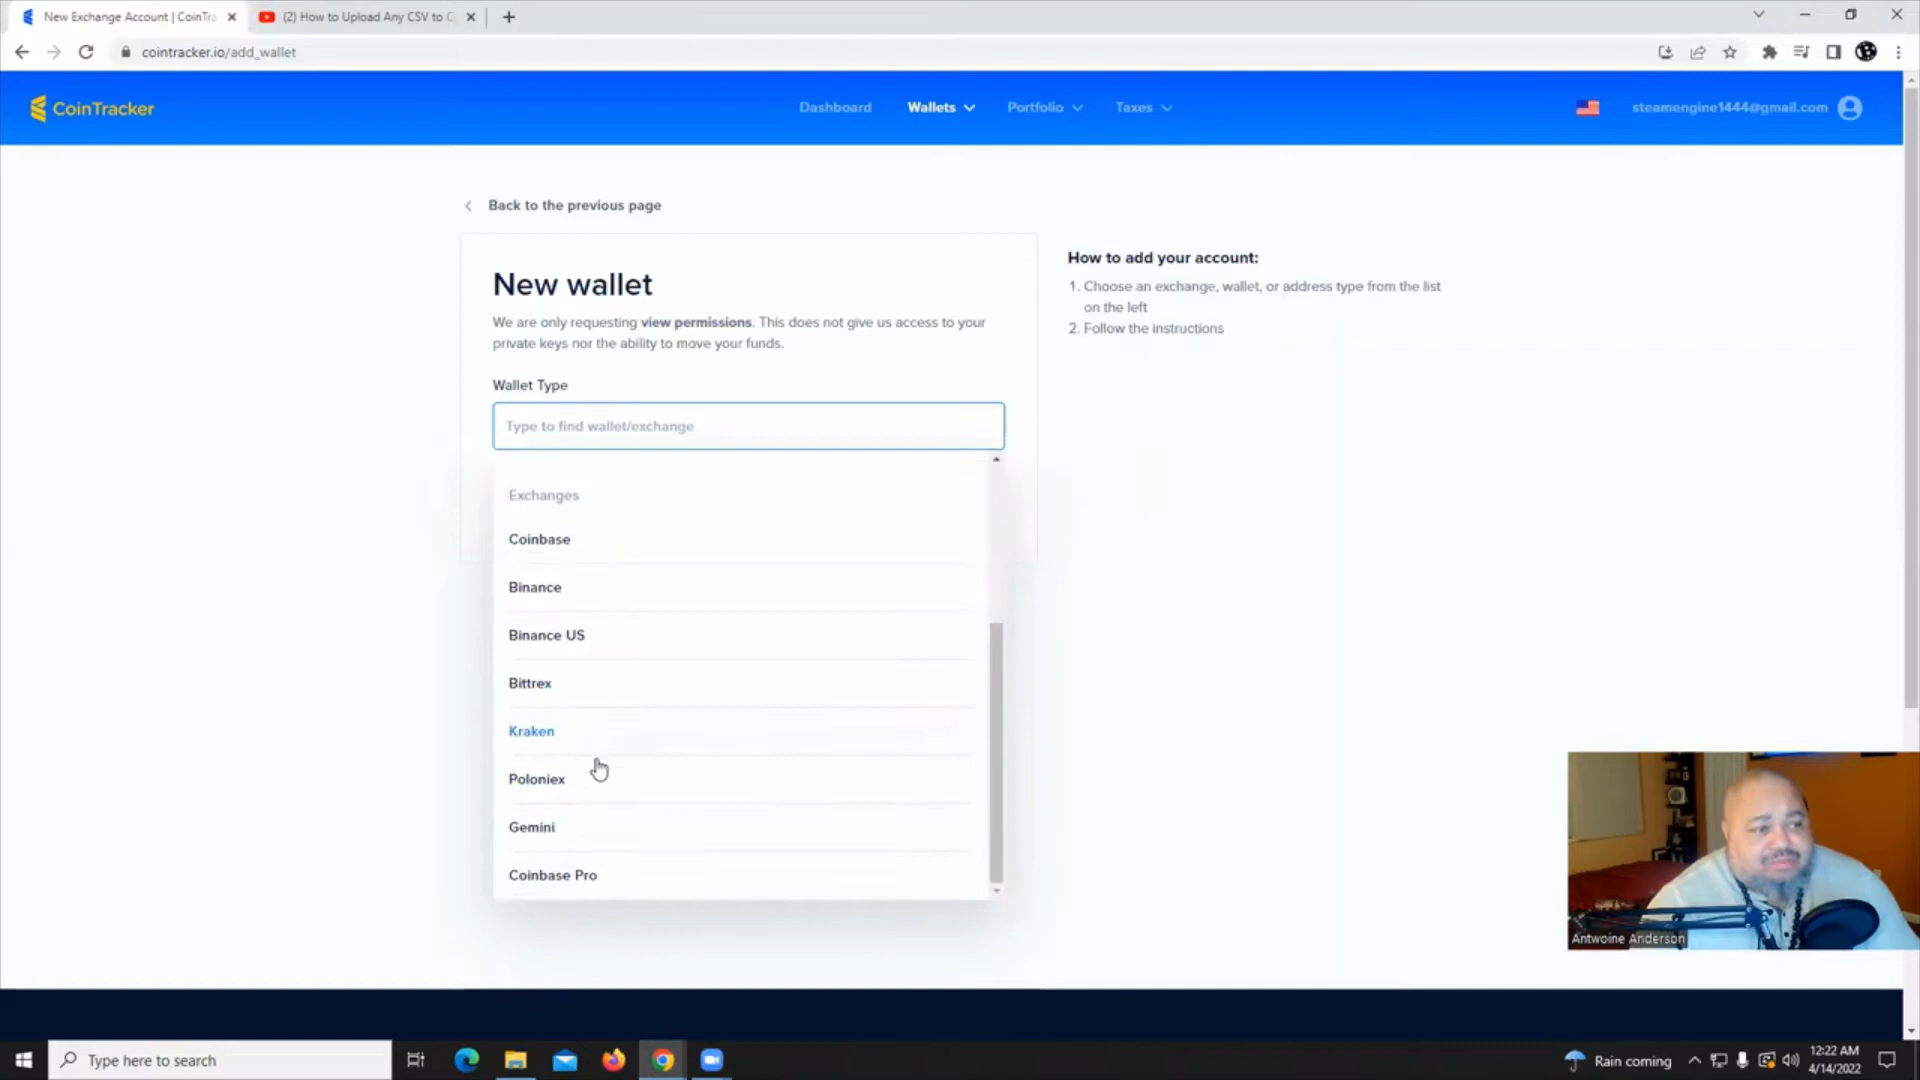 New Exchange Account | CoinTra
(2) How to Upload Any CSV to C
cointracker.io/add_wallet
CoinTracker
Dashboard
Wallets
Portfolio
Taxes
steamengine1444@gmail.com
Back to the previous page
New wallet
We are only requesting view permissions. This does not give us access to your
private keys nor the ability to move your funds.
Wallet Type
Type to find wallet/exchange
Exchanges
Coinbase
Binance
Binance US
Bittrex
Kraken
Poloniex
Gemini
Coinbase Pro
How to add your account:
1. Choose an exchange, wallet, or address type from the list
on the left
2. Follow the instructions
Antwoine Anderson
Type here to search
Rain coming
12:22 AM
4/14/2022